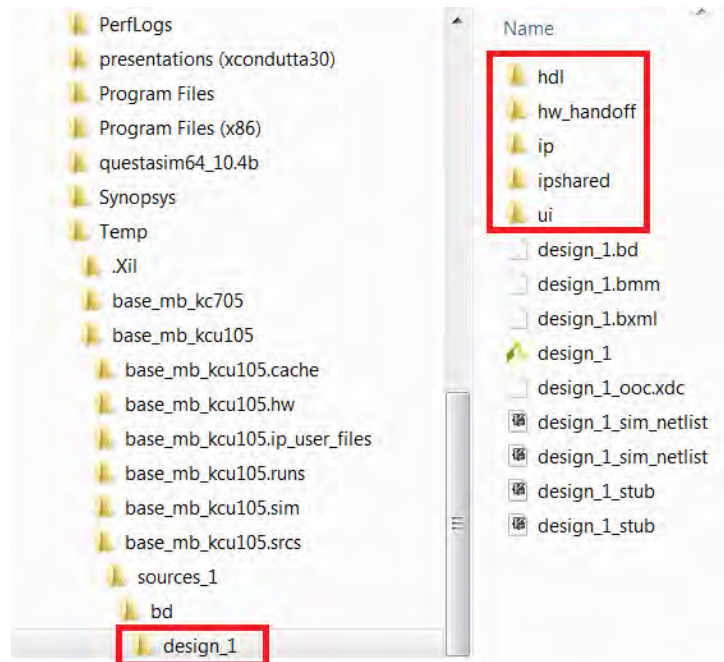 PerfLogs
presentations (xcondutta30)
Program Files
Program Files (x86)
questasim64_10.4b
Synopsys
Temp
.Xil
base_mb_kc705
base_mb_kcu105
base_mb_kcu105.cache
base_mb_kcu105.hw
base_mb_kcu105.ip_user_files
base_mb_kcu105.runs
base_mb_kcu105.sim
base_mb_kcu105.srcs
sources_1
bd
design_1
Name
hdl
hw_handoff
ip
ipshared
ui
design_1.bd
design_1.bmm
design_1.bxml
design_1
design_1_ooc.xdc
design_1_sim_netlist
design_1_sim_netlist
design_1_stub
design_1_stub